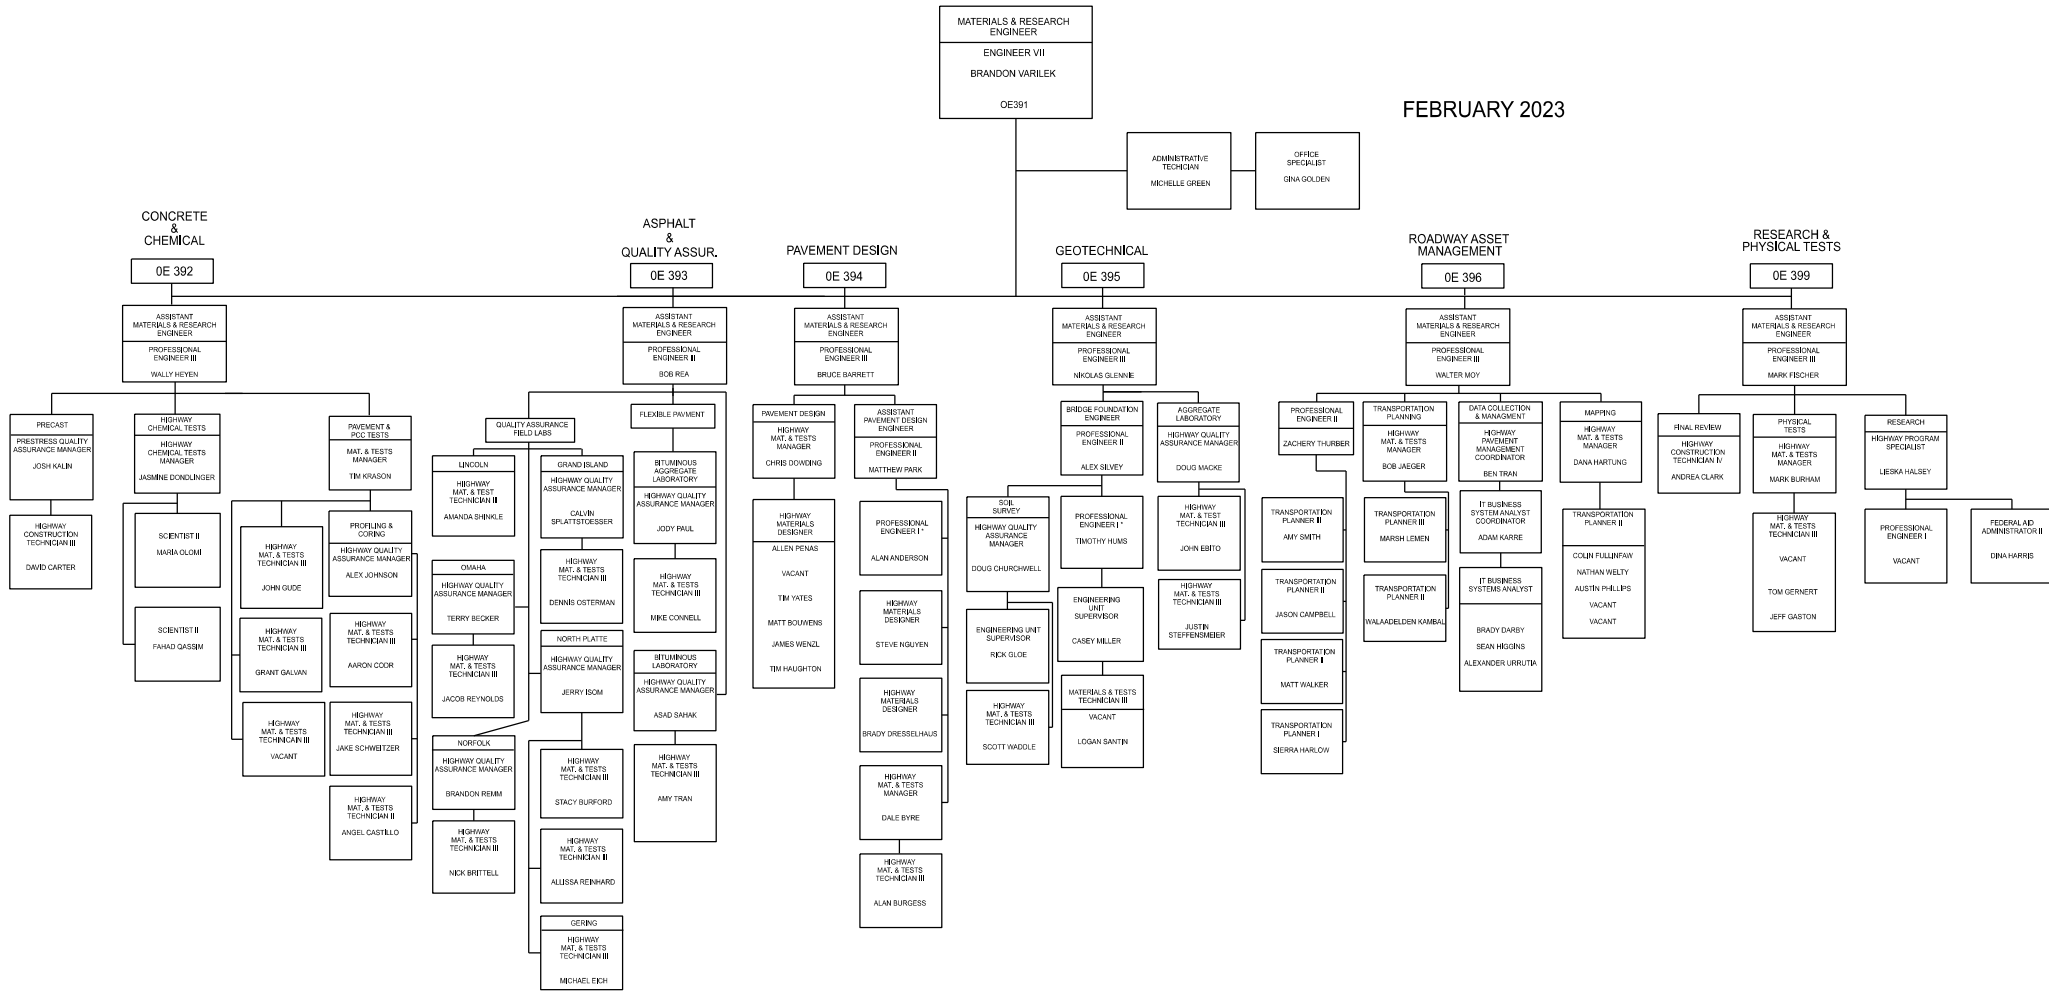 MATERIALS & RESEARCH
ENGINEER
ENGINEER VII
BRANDON VARILEK
OE391
FEBRUARY 2023
ADMINISTRATIVE
TECHICIAN
MICHELLE GREEN
OFFICE
SPECIALIST
GINA GOLDEN
CONCRETE
&
CHEMICAL
0E 392
ASSISTANT
MATERIALS & RESEARCH
ENGINEER
PROFESSIONAL
ENGINEER III
WALLY HEYEN
PRECAST
PRESTRESS QUALITY
ASSURANCE MANAGER
JOSH KALIN
HIGHWAY
CONSTRUCTION
TECHNICIAN III
DAVID CARTER
HIGHWAY
CHEMICAL TESTS
HIGHWAY
CHEMICAL TESTS
MANAGER
JASMINE DONDLINGER
SCIENTIST II
MARIA OLOMI
SCIENTIST II
FAHAD QASSIM
PAVEMENT &
PCC TESTS
MAT. & TESTS
MANAGER
TIM KRASON
HIGHWAY
MAT. & TESTS
TECHNICIAN III
JOHN GUDE
HIGHWAY
MAT. & TESTS
TECHNICIAN III
GRANT GALVAN
HIGHWAY
MAT. & TESTS
TECHNICAIN III
VACANT
PROFILING &
CORING
HIGHWAY QUALITY
ASSURANCE MANAGER
ALEX JOHNSON
HIGHWAY
MAT. & TESTS
TECHNICIAN III
AARON COOR
HIGHWAY
MAT. & TESTS
TECHNICIAN III
JAKE SCHWEITZER
HIGHWAY
MAT. & TESTS
TECHNICIAN II
ANGEL CASTILLO
ASPHALT
&
QUALITY ASSUR.
0E 393
ASSISTANT
MATERIALS & RESEARCH
ENGINEER
PROFESSIONAL
ENGINEER II
BOB REA
QUALITY ASSURANCE
FIELD LABS
LINCOLN
HIGHWAY
MAT. & TEST
TECHNICIAN II
AMANDA SHINKLE
OMAHA
HIGHWAY QUALITY
ASSURANCE MANAGER
TERRY BECKER
HIGHWAY
MAT. & TESTS
TECHNICIAN III
JACOB REYNOLDS
NORFOLK
HIGHWAY QUALITY
ASSURANCE MANAGER
BRANDON REMM
HIGHWAY
MAT. & TESTS
TECHNICIAN III
NICK BRITTELL
GRAND ISLAND
HIGHWAY QUALITY
ASSURANCE MANAGER
CALVIN
SPLATTSTOESSER
HIGHWAY
MAT. & TESTS
TECHNICIAN III
DENNIS OSTERMAN
NORTH PLATTE
HIGHWAY QUALITY
ASSURANCE MANAGER
JERRY ISOM
HIGHWAY
MAT. & TESTS
TECHNICIAN III
STACY BURFORD
HIGHWAY
MAT. & TESTS
TECHNICIAN III
ALLISSA REINHARD
GERING
HIGHWAY
MAT. & TESTS
TECHNICIAN III
MICHAEL EICH
FLEXIBLE PAVMENT
BITUMINOUS
AGGREGATE
LABORATORY
HIGHWAY QUALITY
ASSURANCE MANAGER
JODY PAUL
HIGHWAY
MAT. & TESTS
TECHNICIAN III
MIKE CONNELL
BITUMINOUS
LABORATORY
HIGHWAY QUALITY
ASSURANCE MANAGER
ASAD SAHAK
HIGHWAY
MAT. & TESTS
TECHNICIAN III
AMY TRAN
PAVEMENT DESIGN
0E 394
ASSISTANT
MATERIALS & RESEARCH
ENGINEER
PROFESSIONAL
ENGINEER III
BRUCE BARRETT
PAVEMENT DESIGN
HIGHWAY
MAT. & TESTS
MANAGER
CHRIS DOWDING
HIGHWAY
MATERIALS
DESIGNER
ALLEN PENAS
VACANT
TIM YATES
MATT BOUWENS
JAMES WENZL
TIM HAUGHTON
ASSISTANT
PAVEMENT DESIGN
ENGINEER
PROFESSIONAL
ENGINEER II
MATTHEW PARK
PROFESSIONAL
ENGINEER I *
ALAN ANDERSON
HIGHWAY
MATERIALS
DESIGNER
STEVE NGUYEN
HIGHWAY
MATERIALS
DESIGNER
BRADY DRESSELHAUS
HIGHWAY
MAT. & TESTS
MANAGER
DALE BYRE
HIGHWAY
MAT. & TESTS
TECHNICIAN III
ALAN BURGESS
GEOTECHNICAL
0E 395
ASSISTANT
MATERIALS & RESEARCH
ENGINEER
PROFESSIONAL
ENGINEER III
NIKOLAS GLENNIE
BRIDGE FOUNDATION
ENGINEER
PROFESSIONAL
ENGINEER II
ALEX SILVEY
SOIL
SURVEY
HIGHWAY QUALITY
ASSURANCE
MANAGER
DOUG CHURCHWELL
ENGINEERING UNIT
SUPERVISOR
RICK GLOE
HIGHWAY
MAT. & TESTS
TECHNICIAN III
SCOTT WADDLE
PROFESSIONAL
ENGINEER I *
TIMOTHY HUMS
ENGINEERING
UNIT
SUPERVISOR
CASEY MILLER
MATERIALS & TESTS
TECHNICIAN III
VACANT
LOGAN SANTIN
AGGREGATE
LABORATORY
HIGHWAY QUALITY
ASSURANCE MANAGER
DOUG MACKE
HIGHWAY
MAT. & TEST
TECHNICIAN III
JOHN EBITO
HIGHWAY
MAT. & TESTS
TECHNICIAN III
JUSTIN
STEFFENSMEIER
ROADWAY ASSET
MANAGEMENT
0E 396
ASSISTANT
MATERIALS & RESEARCH
ENGINEER
PROFESSIONAL
ENGINEER III
WALTER MOY
PROFESSIONAL
ENGINEER II
ZACHERY THURBER
TRANSPORTATION
PLANNER III
AMY SMITH
TRANSPORTATION
PLANNER II
JASON CAMPBELL
TRANSPORTATION
PLANNER II
MATT WALKER
TRANSPORTATION
PLANNER I
SIERRA HARLOW
TRANSPORTATION
PLANNING
HIGHWAY
MAT. & TESTS
MANAGER
BOB JAEGER
TRANSPORTATION
PLANNER III
MARSH LEMEN
TRANSPORTATION
PLANNER II
WALAADELDEN KAMBAL
DATA COLLECTION
& MANAGMENT
HIGHWAY
PAVEMENT
MANAGEMENT
COORDINATOR
BEN TRAN
IT BUSINESS
SYSTEM ANALYST
COORDINATOR
ADAM KARRE
IT BUSINESS
SYSTEMS ANALYST
BRADY DARBY
SEAN HIGGINS
ALEXANDER URRUTIA
MAPPING
HIGHWAY
MAT. & TESTS
MANAGER
DANA HARTUNG
TRANSPORTATION
PLANNER II
COLIN FULLINFAW
NATHAN WELTY
AUSTIN PHILLIPS
VACANT
VACANT
RESEARCH &
PHYSICAL TESTS
0E 399
ASSISTANT
MATERIALS & RESEARCH
ENGINEER
PROFESSIONAL
ENGINEER III
MARK FISCHER
FINAL REVIEW
HIGHWAY
CONSTRUCTION
TECHNICIAN IV
ANDREA CLARK
PHYSICAL
TESTS
HIGHWAY
MAT. & TESTS
MANAGER
MARK BURHAM
HIGHWAY
MAT. & TESTS
TECHNICIAN III
VACANT
TOM GERNERT
JEFF GASTON
RESEARCH
HIGHWAY PROGRAM
SPECIALIST
LIESKA HALSEY
PROFESSIONAL
ENGINEER I
VACANT
FEDERAL AID
ADMINISTRATOR II
DINA HARRIS